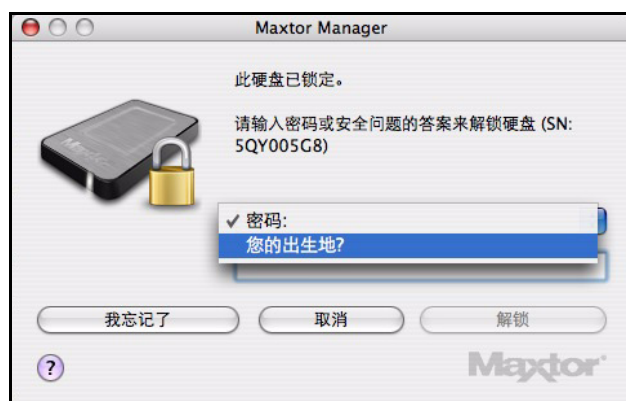 Maxtor Manager
此硬盘已锁定。
请输入密码或安全问题的答案来解锁硬盘 (SN:
5QY005G8)
Maxtor
✓ 密码:
您的出生地?
我忘记了
取消
解锁
?
Maxtor